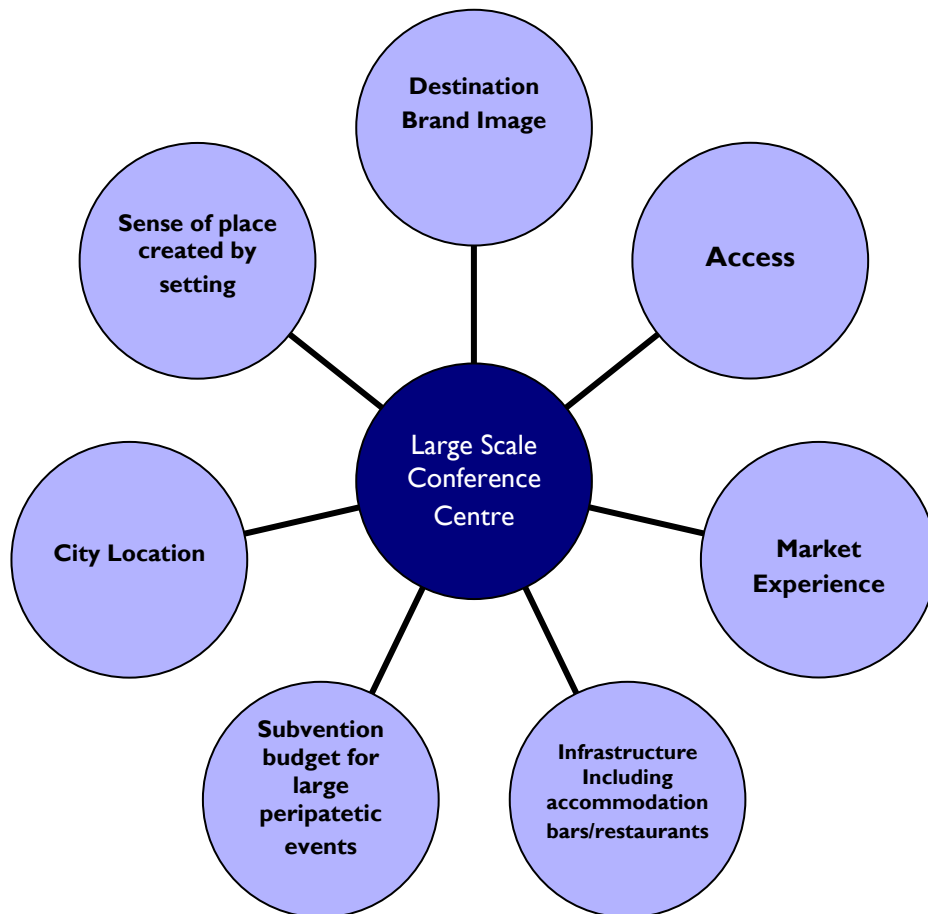 Destination
Brand Image
Sense of place
created by
setting
Access
Large Scale
Conference
Centre
City Location
Market
Experience
Subvention
budget for
large
peripatetic
events
Infrastructure
Including
accommodation
bars/restaurants